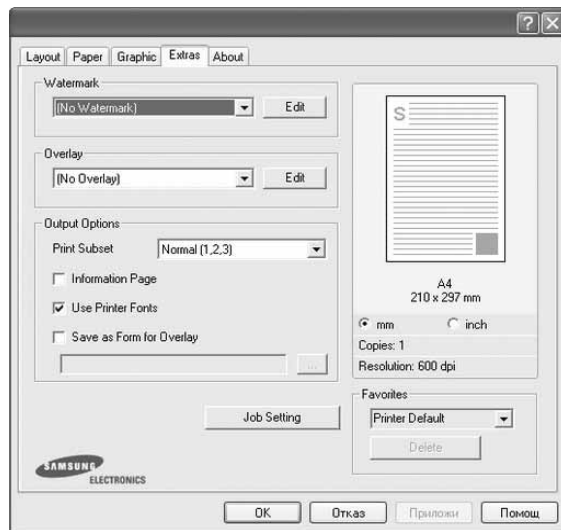 Layout Paper Graphic Extras About
Watermark
(No Watermark) Edit
Overlay
(No Overlay) Edit
Output Options
Print Subset Normal (1,2,3)
Information Page
Use Printer Fonts
Save as Form for Overlay
...
Job Setting
SAMSUNG
ELECTRONICS
S
A4
210 x 297 mm
mm inch
Copies: 1
Resolution: 600 dpi
Favorites
Printer Default
Delete
OK Отказ Приложи Помощ